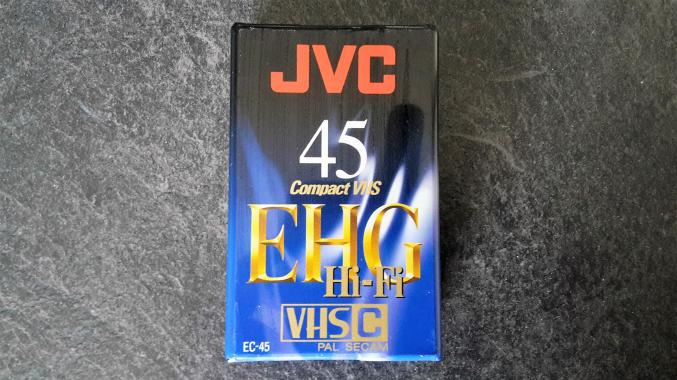 JVC
45
Compact VHS
EHG
Hi-Fi
VHS C
EC-45
PAL SECAM